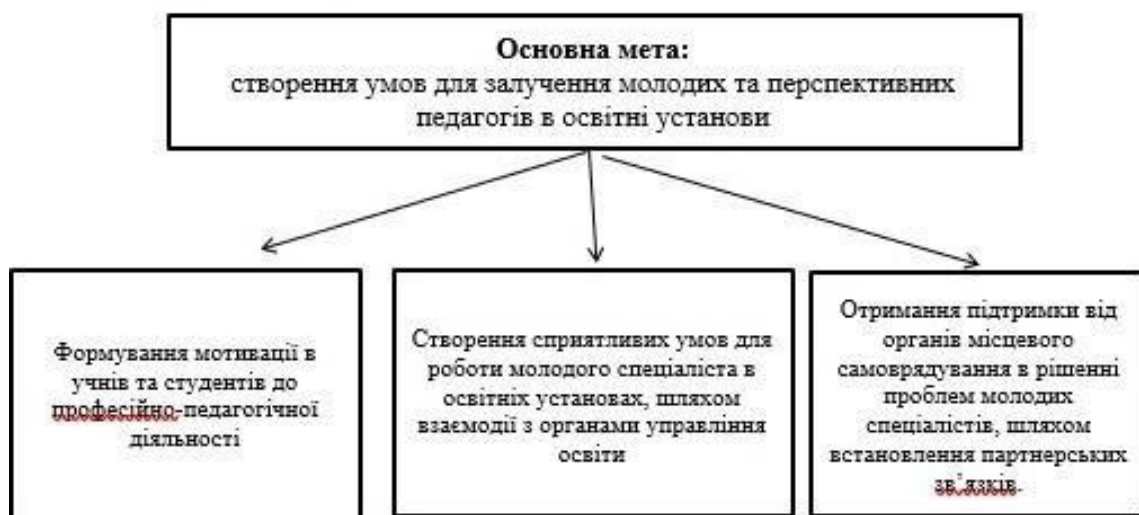 Основна мета:
створення умов для залучення молодих та перспективних
педагогів в освітні установи
Формування мотивації в
учнів та студентів до
професійно-педагогічної
діяльності
Створення сприятливих умов для
роботи молодого спеціаліста в
освітніх установах, шляхом
взаємодії з органами управління
освіти
Отримання підтримки від
органів місцевого
самоврядування в рішенні
проблем молодих
спеціалістів, шляхом
встановлення партнерських
зв’язків.